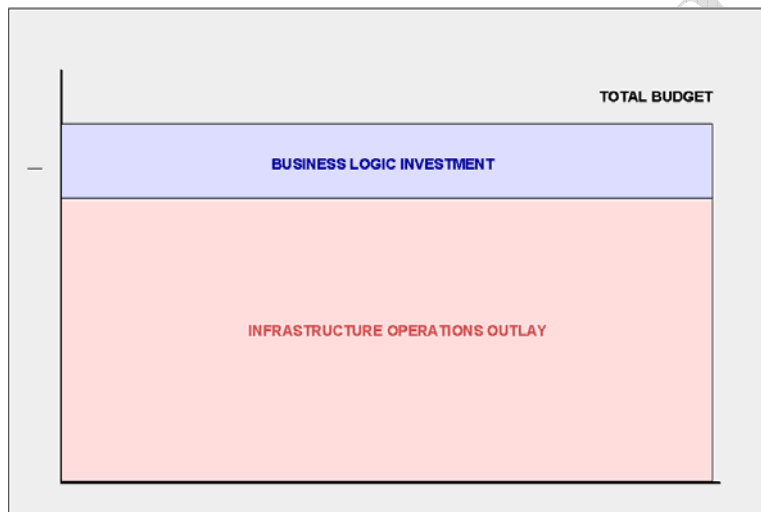 TOTAL BUDGET
BUSINESS LOGIC INVESTMENT
INFRASTRUCTURE OPERATIONS OUTLAY